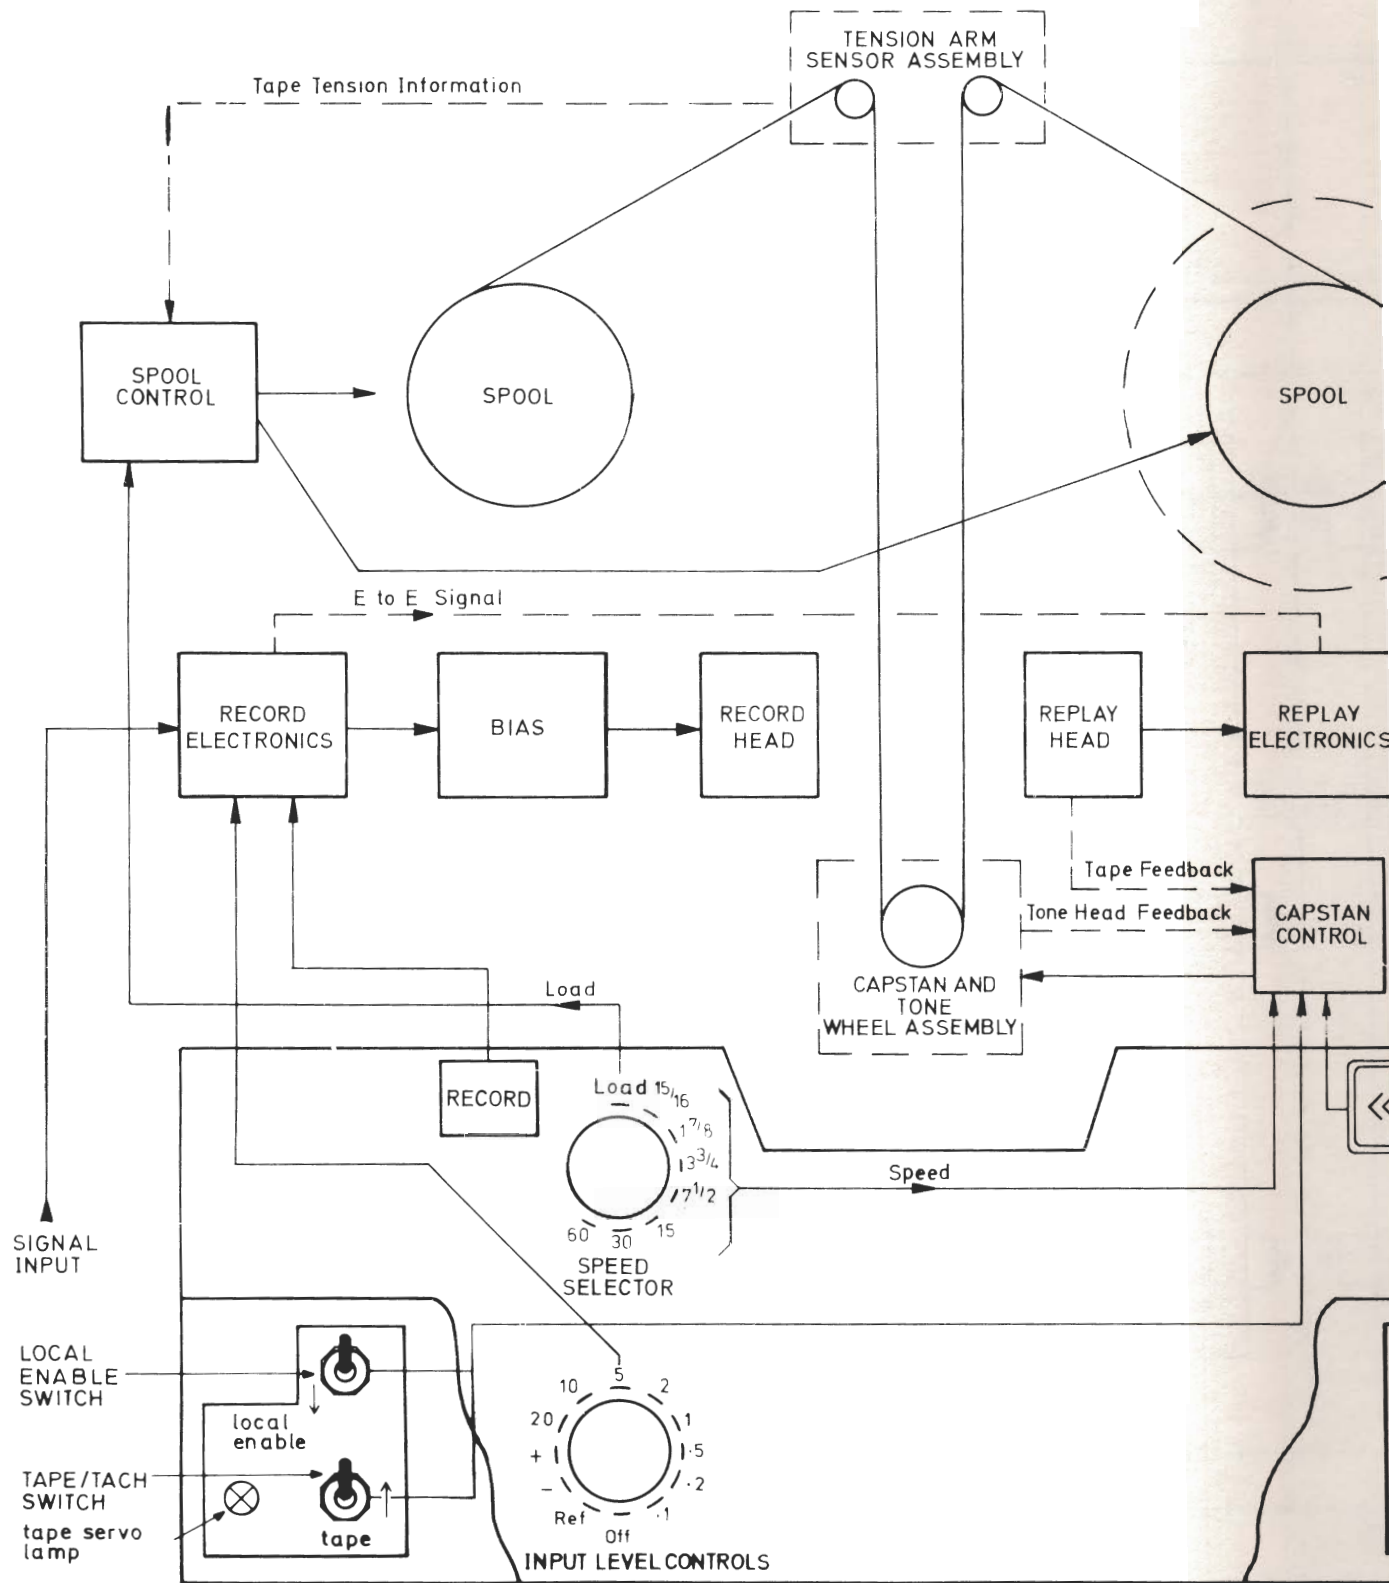 TENSION ARM
SENSOR ASSEMBLY
Tape Tension Information
SPOOL
CONTROL
SPOOL
SPOOL
E to E Signal
RECORD
ELECTRONICS
BIAS
RECORD
HEAD
REPLAY
HEAD
REPLAY
ELECTRONICS
Tape Feedback
Tone Head Feedback
CAPSTAN
CONTROL
CAPSTAN AND
TONE
WHEEL ASSEMBLY
Load
RECORD
Load 15/16
1 7/8
3 3/4
7 1/2
15
30
60
SPEED
SELECTOR
Speed
<<
SIGNAL
INPUT
LOCAL
ENABLE
SWITCH
local
enable
TAPE/TACH
SWITCH
tape servo
lamp
tape
5
10
2
20
1
+
.5
-
.2
Ref
.1
Off
INPUT LEVEL CONTROLS